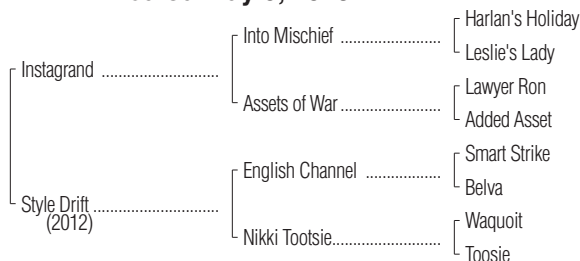 Harlan's Holiday
Into Mischief ....................
Leslie's Lady
Instagrand .......................
Lawyer Ron
Assets of War ....................
Added Asset
Smart Strike
English Channel ...............
Belva
Style Drift ..........................
(2012)
Waquoit
Nikki Tootsie......................
Toosie